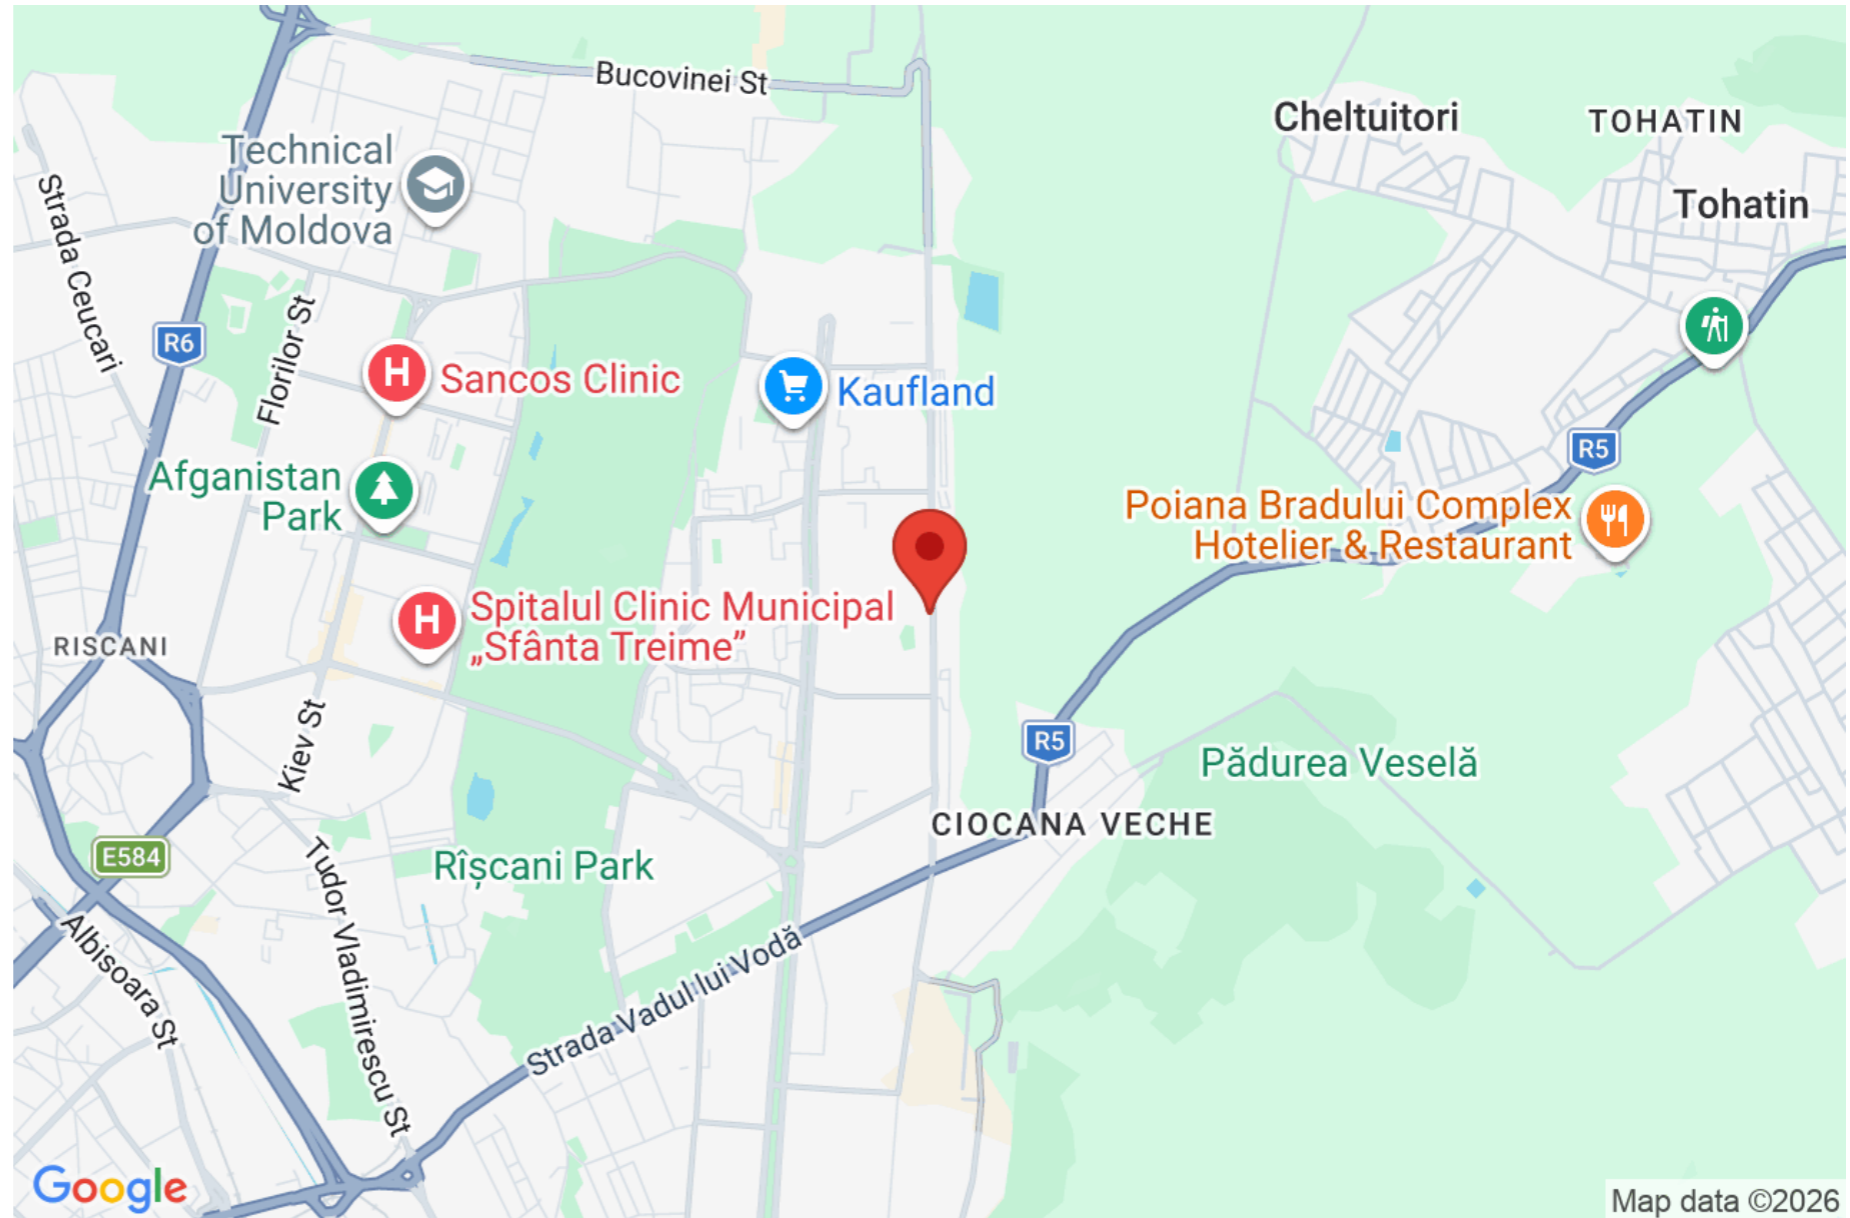 Bucovinei St
Cheltuitori
TOHATIN
Technical
University
of Moldova
Strada Ceucari
Tohatin
R6
Florilor St
H
Sancos Clinic
Kaufland
R5
Afganistan
Park
Poiana Bradului Complex
Hotelier & Restaurant
H
Spitalul Clinic Municipal
„Sfânta Treime”
RISCANI
Kiev St
R5
Pădurea Veselă
CIOCANA VECHE
E584
Rîșcani Park
Tudor Vladimirescu St
Albisoara St
Strada Vadul lui Vodă
Google
Map data ©2026